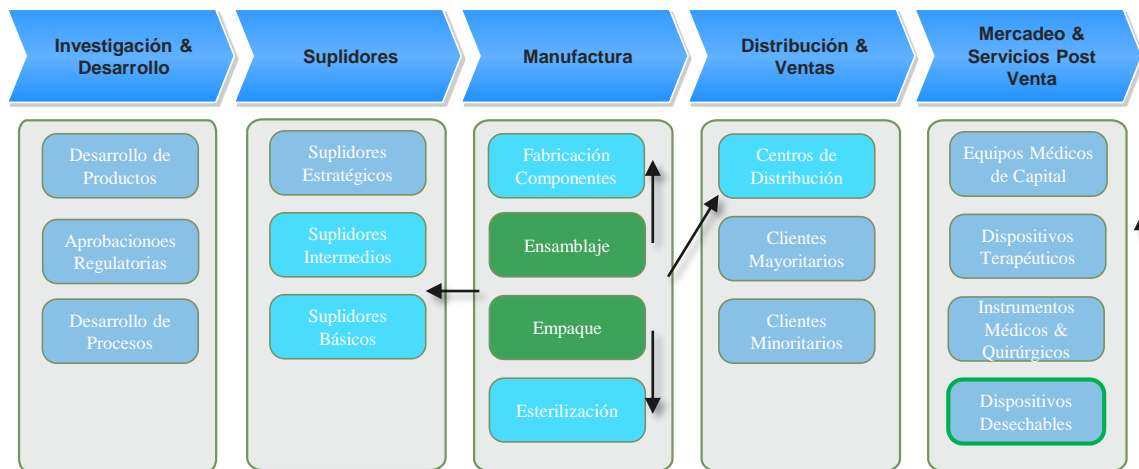 Investigación &
Desarrollo
Suplidores
Manufactura
Distribución &
Ventas
Mercadeo &
Servicios Post
Venta
Desarrollo de
Productos
Aprobacionoes
Regulatorias
Desarrollo de
Procesos
Suplidores
Estratégicos
Suplidores
Intermedios
Suplidores
Básicos
Fabricación
Componentes
Ensamblaje
Empaque
Esterilización
Centros de
Distribución
Clientes
Mayoritarios
Clientes
Minoritarios
Equipos Médicos
de Capital
Dispositivos
Terapéuticos
Instrumentos
Médicos &
Quirúrgicos
Dispositivos
Desechables